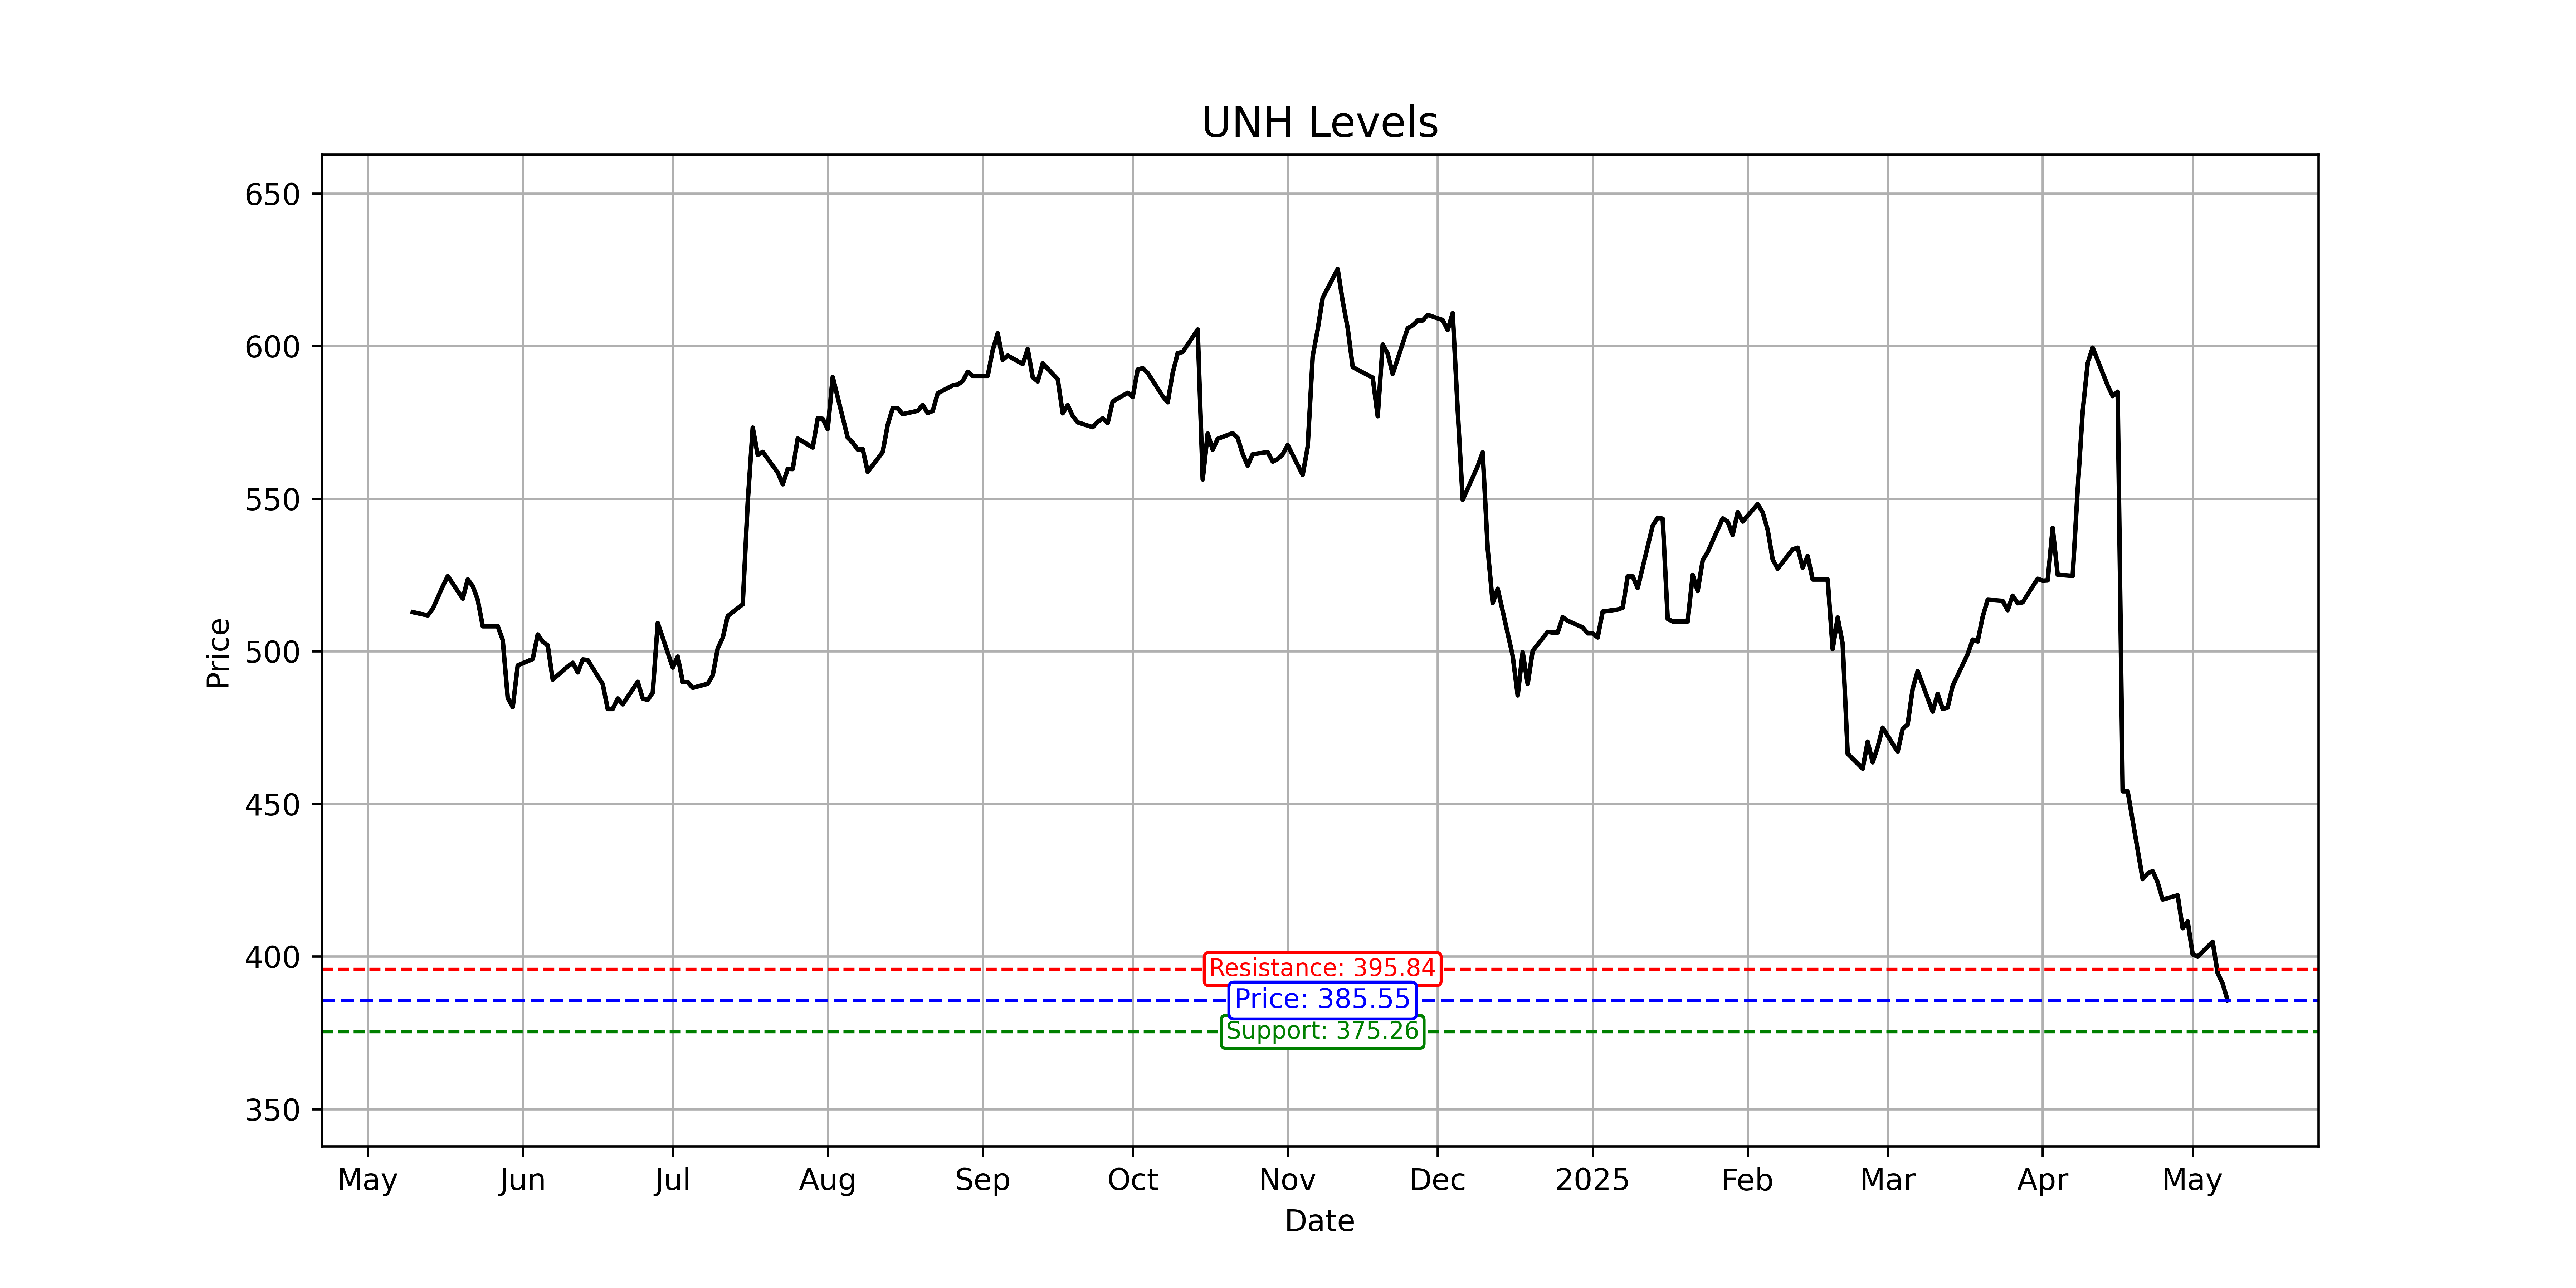 UNH Levels
Price
650
600
550
500
450
400
350
Resistance: 395.84
Price: 385.55
Support: 375.26
May Jun Jul Aug Sep Oct Nov Dec 2025 Feb Mar Apr May
Date